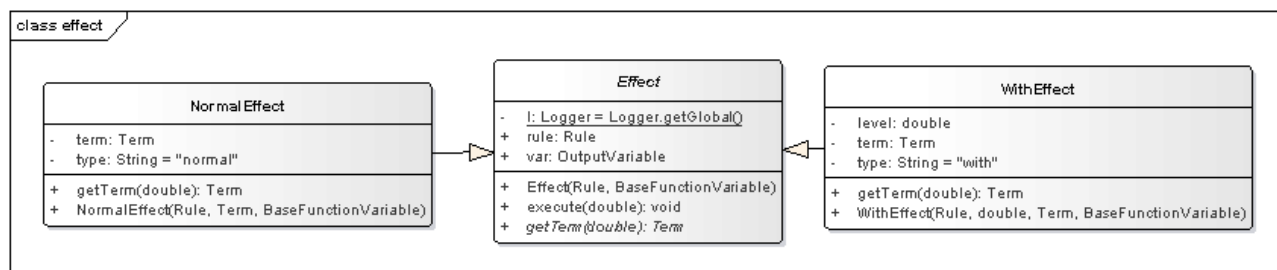 class effect
NormalEffect
- term: Term
- type: String = "normal"
+ getTerm(double): Term
+ NormalEffect(Rule, Term, BaseFunctionVariable)
Effect
- l: Logger = Logger.getGlobal()
+ rule: Rule
+ var: OutputVariable
+ Effect(Rule, BaseFunctionVariable)
+ execute(double): void
+ getTerm(double): Term
WithEffect
- level: double
- term: Term
- type: String = "with"
+ getTerm(double): Term
+ WithEffect(Rule, double, Term, BaseFunctionVariable)